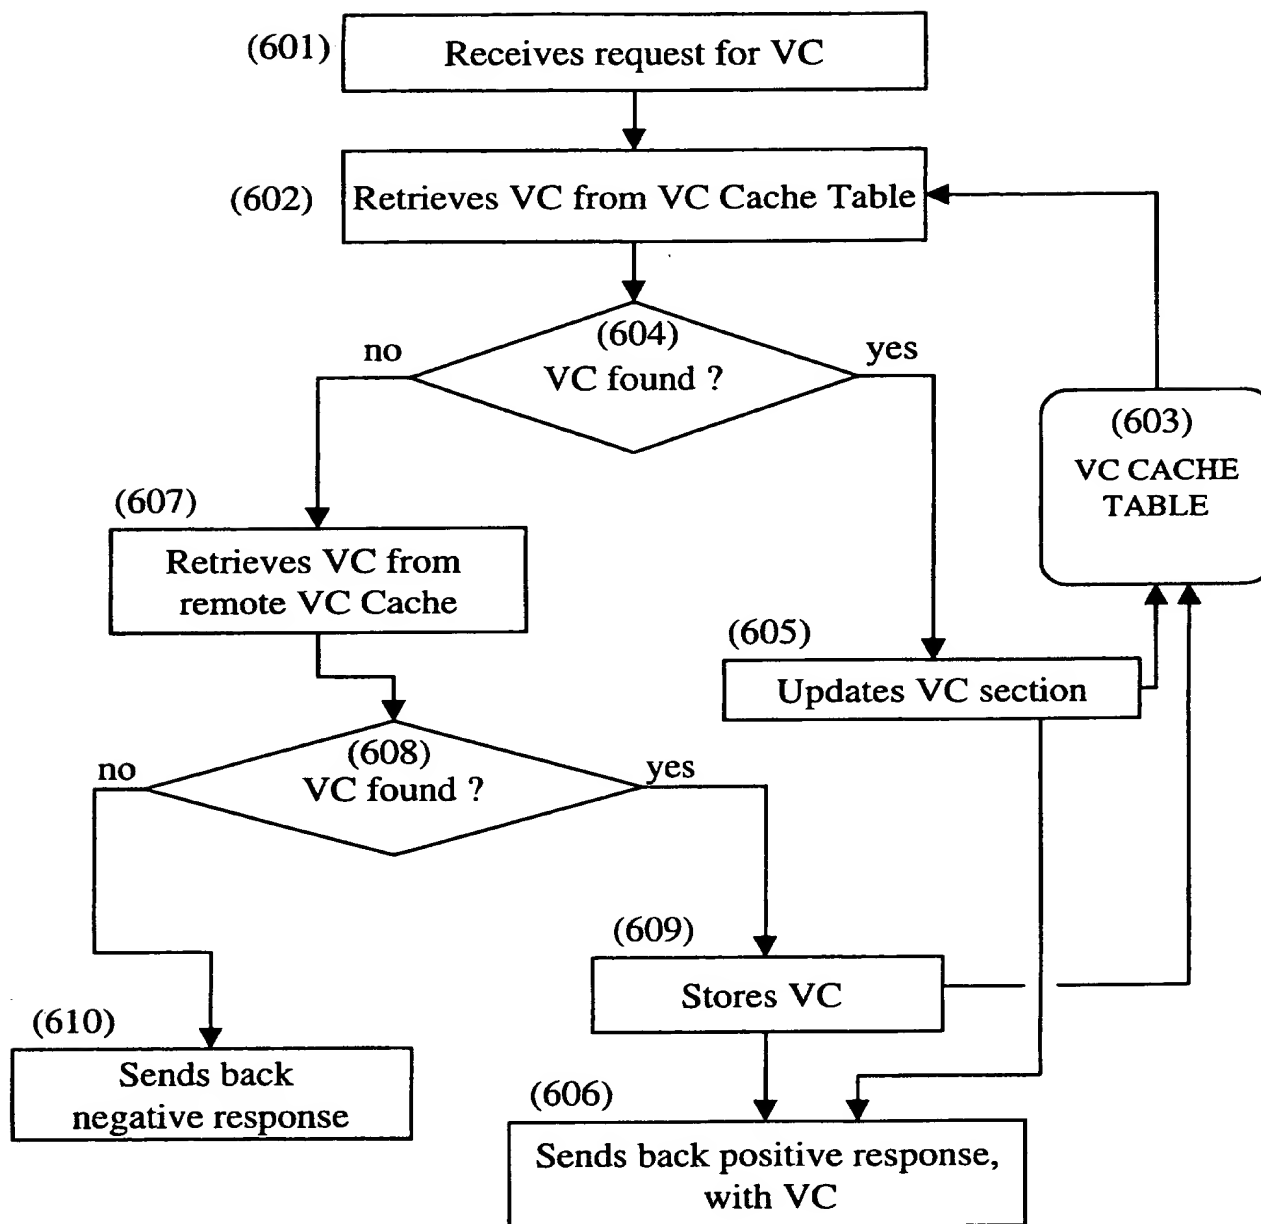 (601)
Receives request for VC
(602)
Retrieves VC from VC Cache Table
(604)
no
yes
VC found ?
(603)
VC CACHE
TABLE
(607)
Retrieves VC from
remote VC Cache
(605)
Updates VC section
(608)
no
yes
VC found ?
(609)
Stores VC
(610)
Sends back
negative response
(606)
Sends back positive response,
with VC